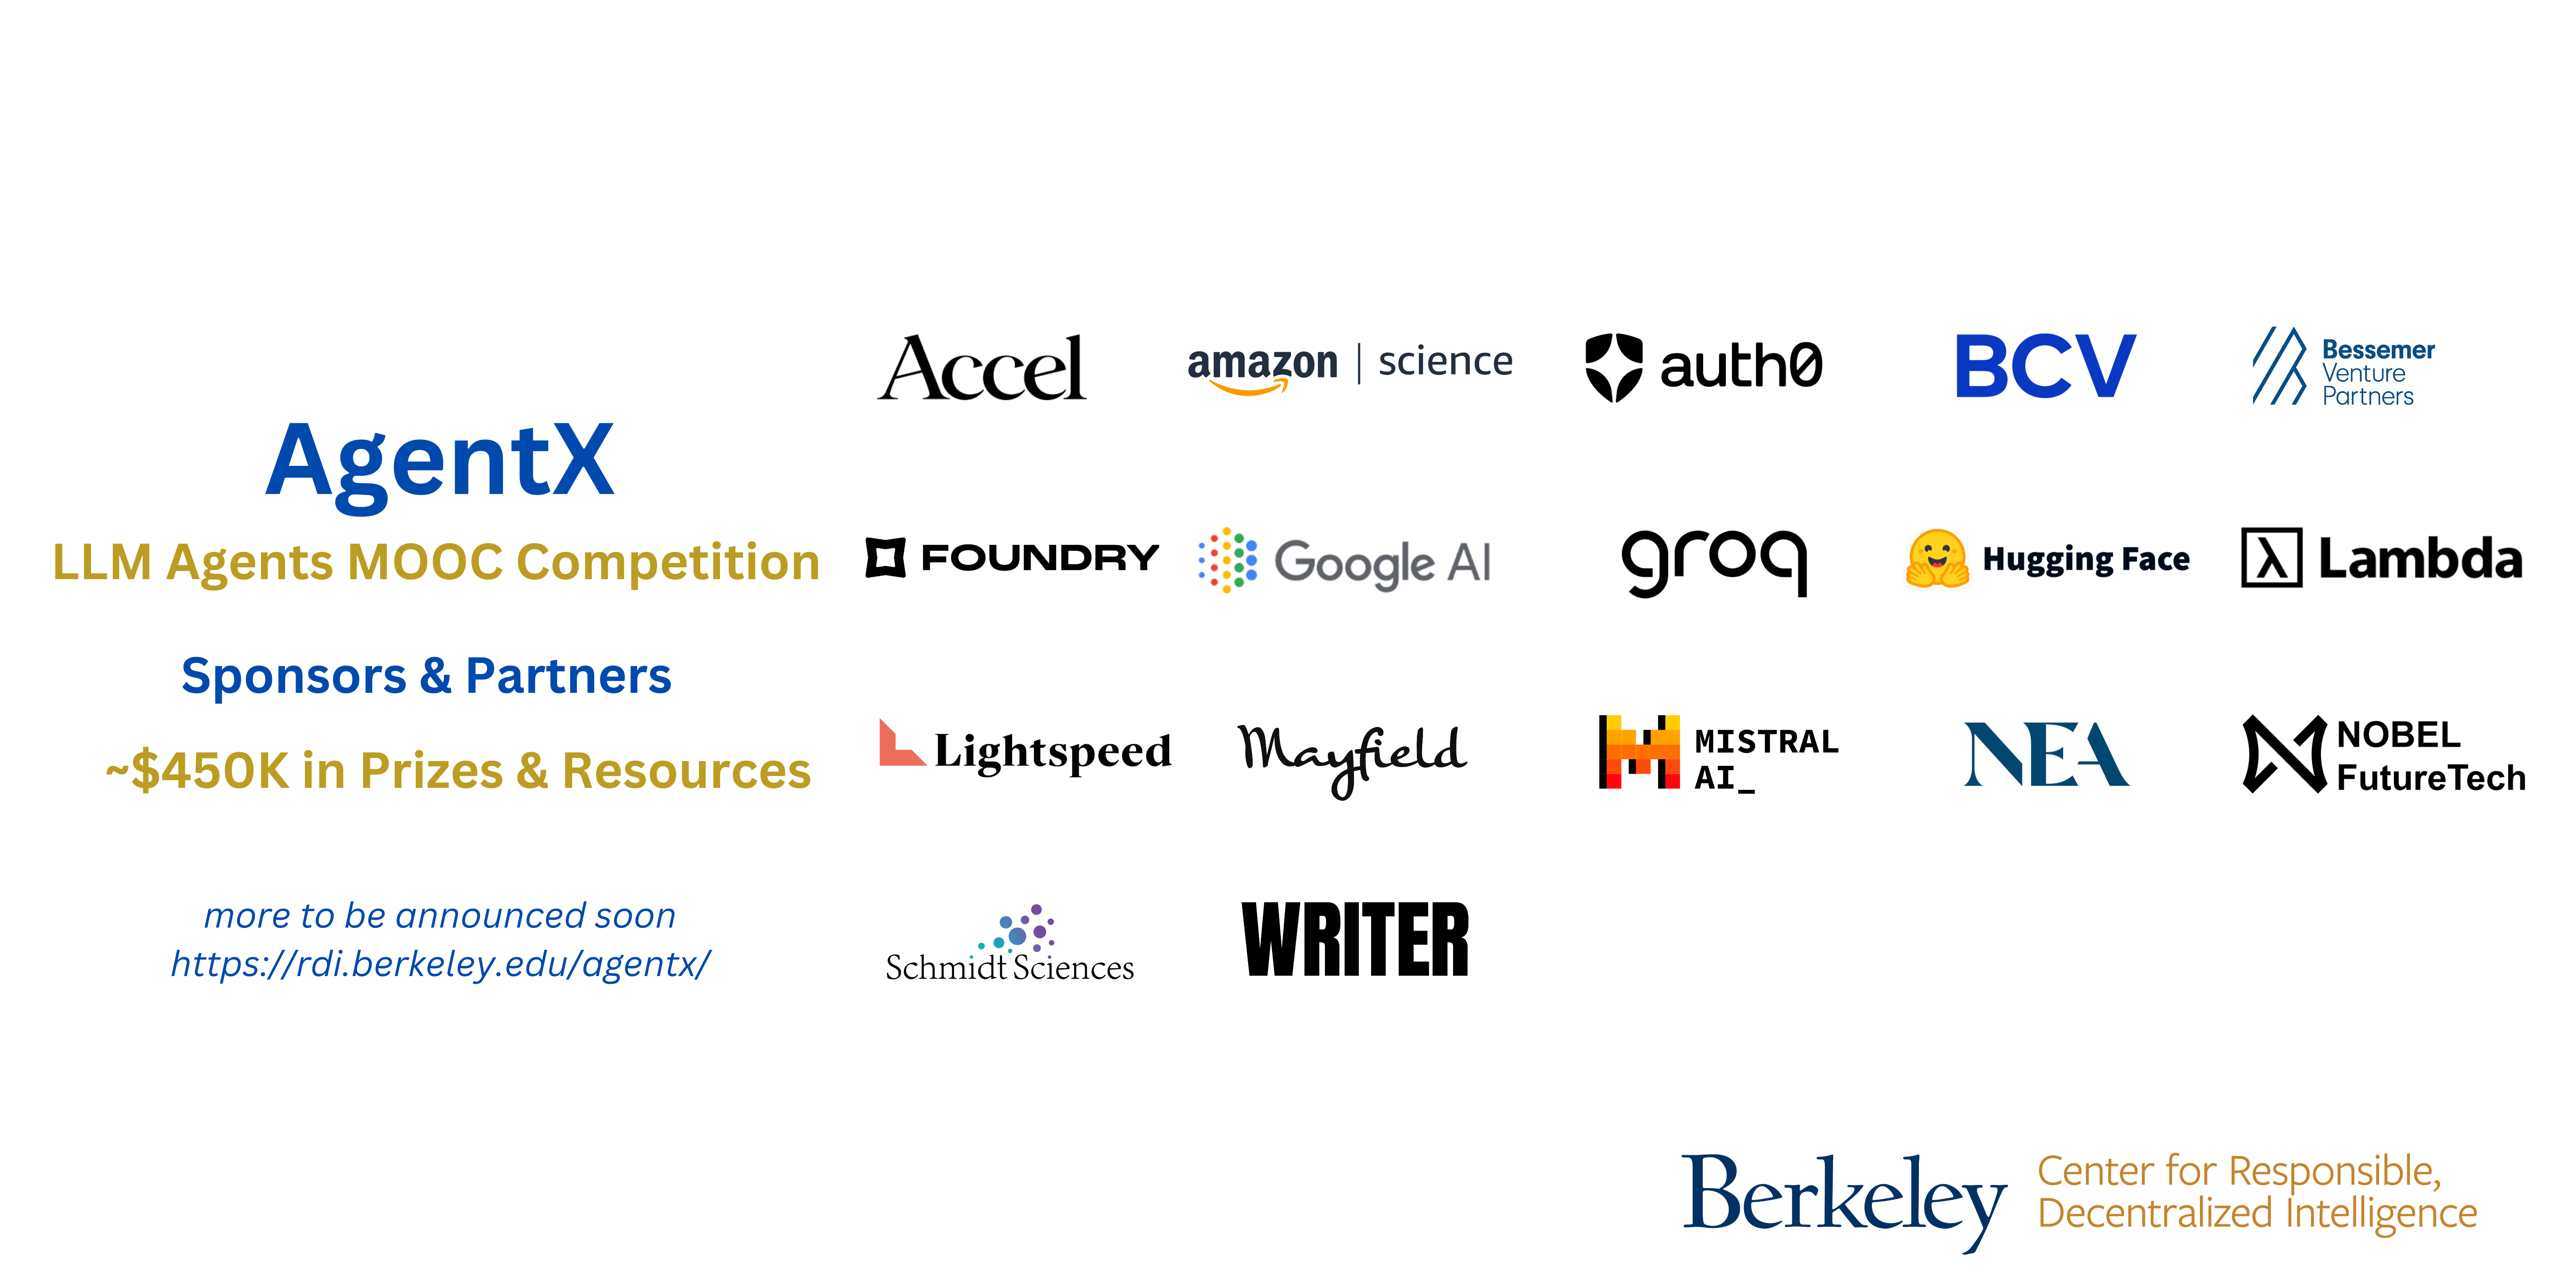 AgentX
LLM Agents MOOC Competition
Sponsors & Partners
~$450K in Prizes & Resources
more to be announced soon
https://rdi.berkeley.edu/agentx/
Accel
amazon | science
auth0
BCV
Bessemer
Venture
Partners
FOUNDRY
Google AI
groq
Hugging Face
Lambda
Lightspeed
Mayfield
MISTRAL
AI_
NEA
NOBEL
FutureTech
Schmidt Sciences
WRITER
Berkeley
Center for Responsible,
Decentralized Intelligence